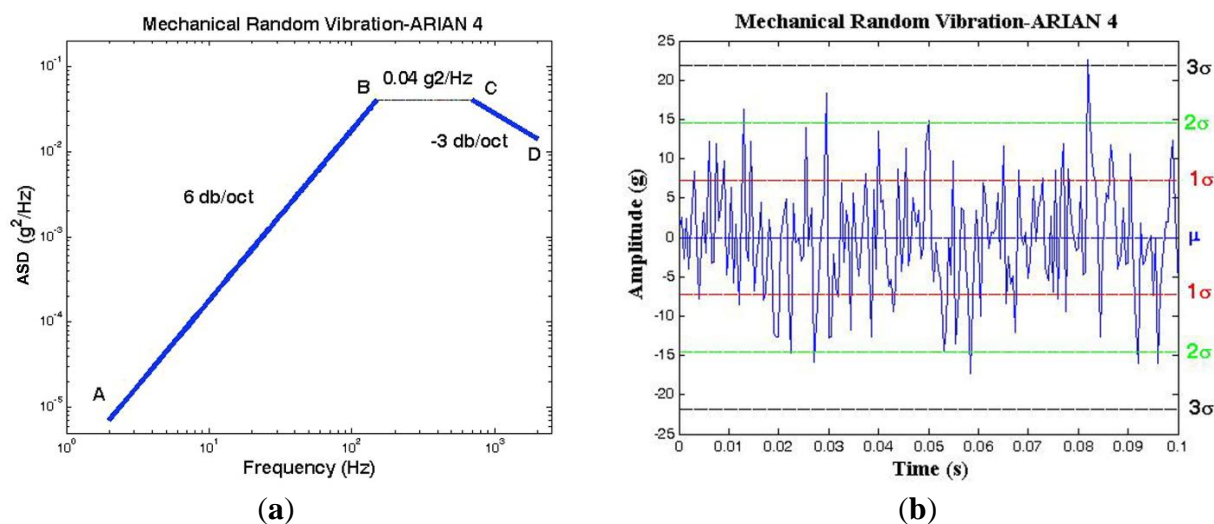 Mechanical Random Vibration-ARIAN 4
10⁻¹
10⁻²
10⁻³
10⁻⁴
10⁻⁵
ASD (g²/Hz)
B
0.04 g2/Hz
C
-3 db/oct
D
6 db/oct
A
10⁰
10¹
10²
10³
Frequency (Hz)
(a)
Mechanical Random Vibration-ARIAN 4
25
20
15
10
5
0
-5
-10
-15
-20
-25
Amplitude (g)
3σ
2σ
1σ
μ
1σ
2σ
3σ
0
0.01
0.02
0.03
0.04
0.05
0.06
0.07
0.08
0.09
0.1
Time (s)
(b)